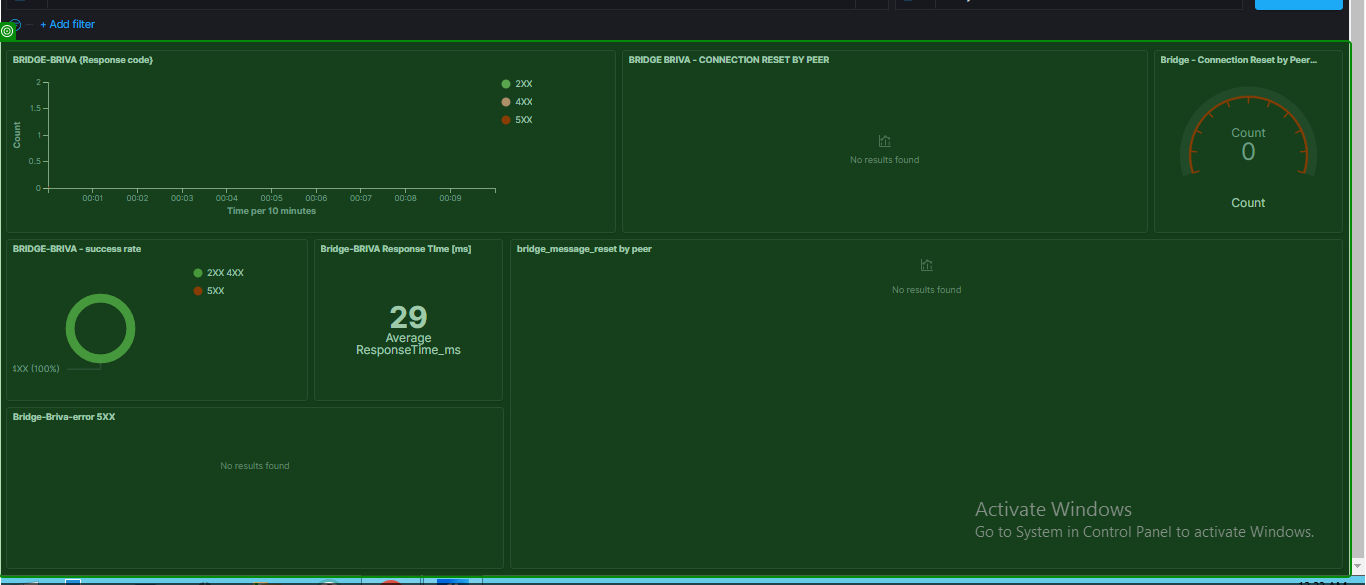 + Add filter
BRIDGE-BRIVA {Response code}
2
1.5
1
0.5
0
Count
00:01 00:02 00:03 00:04 00:05 00:06 00:07 00:08 00:09
Time per 10 minutes
2XX
4XX
5XX
BRIDGE BRIVA - CONNECTION RESET BY PEER
No results found
Bridge - Connection Reset by Peer...
Count
0
Count
BRIDGE-BRIVA - success rate
2XX 4XX
5XX
XX (100%)
Bridge-BRIVA Response TIme [ms]
29
Average
ResponseTime_ms
bridge_message_reset by peer
No results found
Bridge-Briva-error 5XX
No results found
Activate Windows
Go to System in Control Panel to activate Windows.